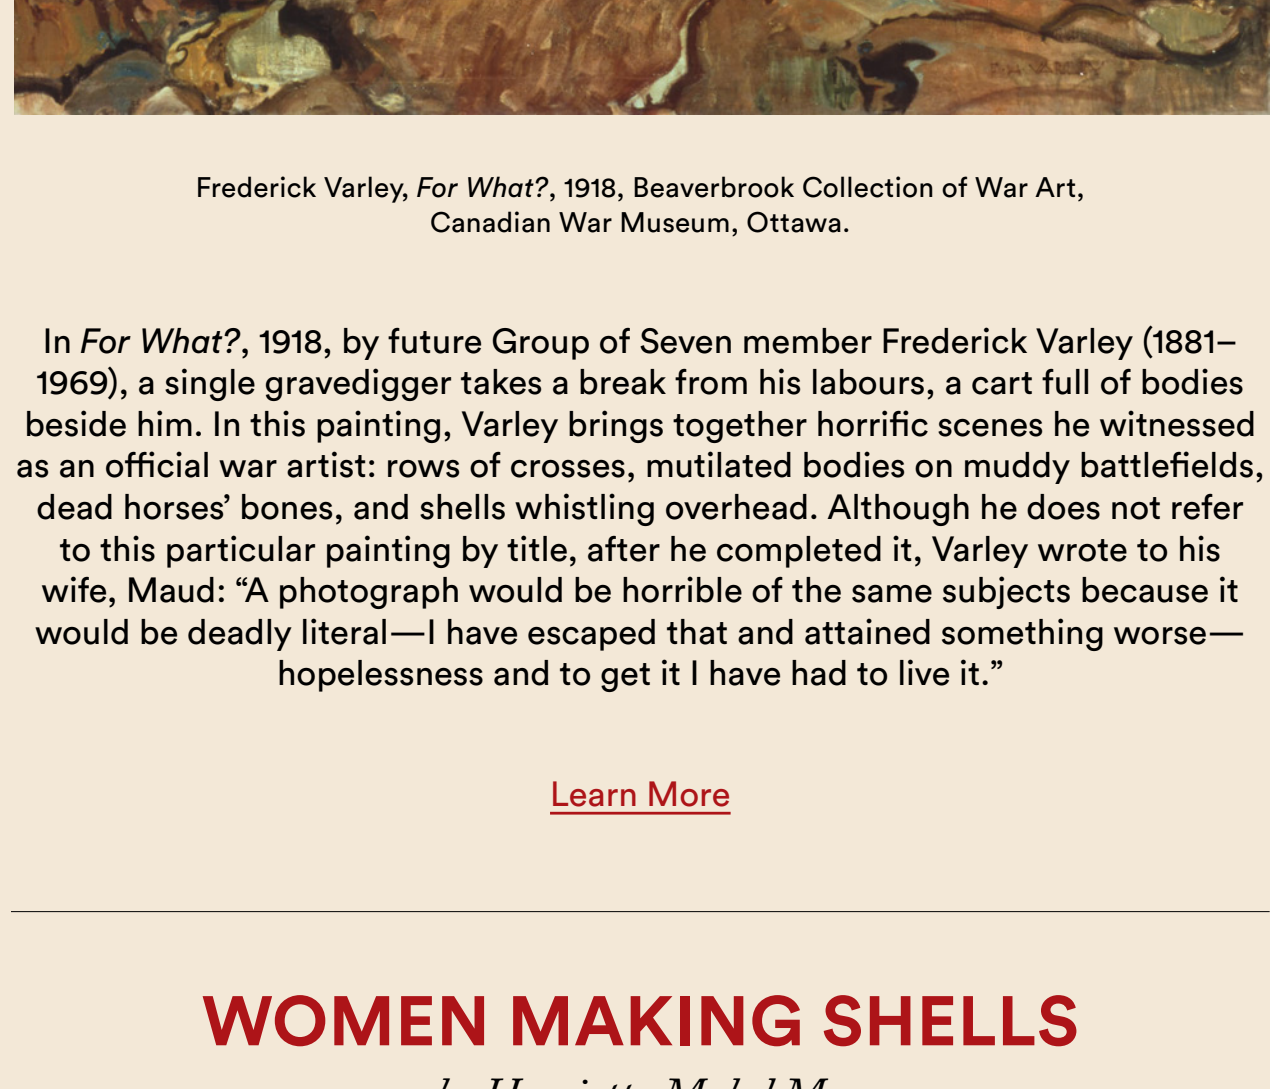 Frederick Varley, For What?, 1918, Beaverbrook Collection of War Art,
Canadian War Museum, Ottawa.
In For What?, 1918, by future Group of Seven member Frederick Varley (1881–
1969), a single gravedigger takes a break from his labours, a cart full of bodies
beside him. In this painting, Varley brings together horrific scenes he witnessed
as an official war artist: rows of crosses, mutilated bodies on muddy battlefields,
dead horses’ bones, and shells whistling overhead. Although he does not refer
to this particular painting by title, after he completed it, Varley wrote to his
wife, Maud: “A photograph would be horrible of the same subjects because it
would be deadly literal—I have escaped that and attained something worse—
hopelessness and to get it I have had to live it.”
Learn More
WOMEN MAKING SHELLS